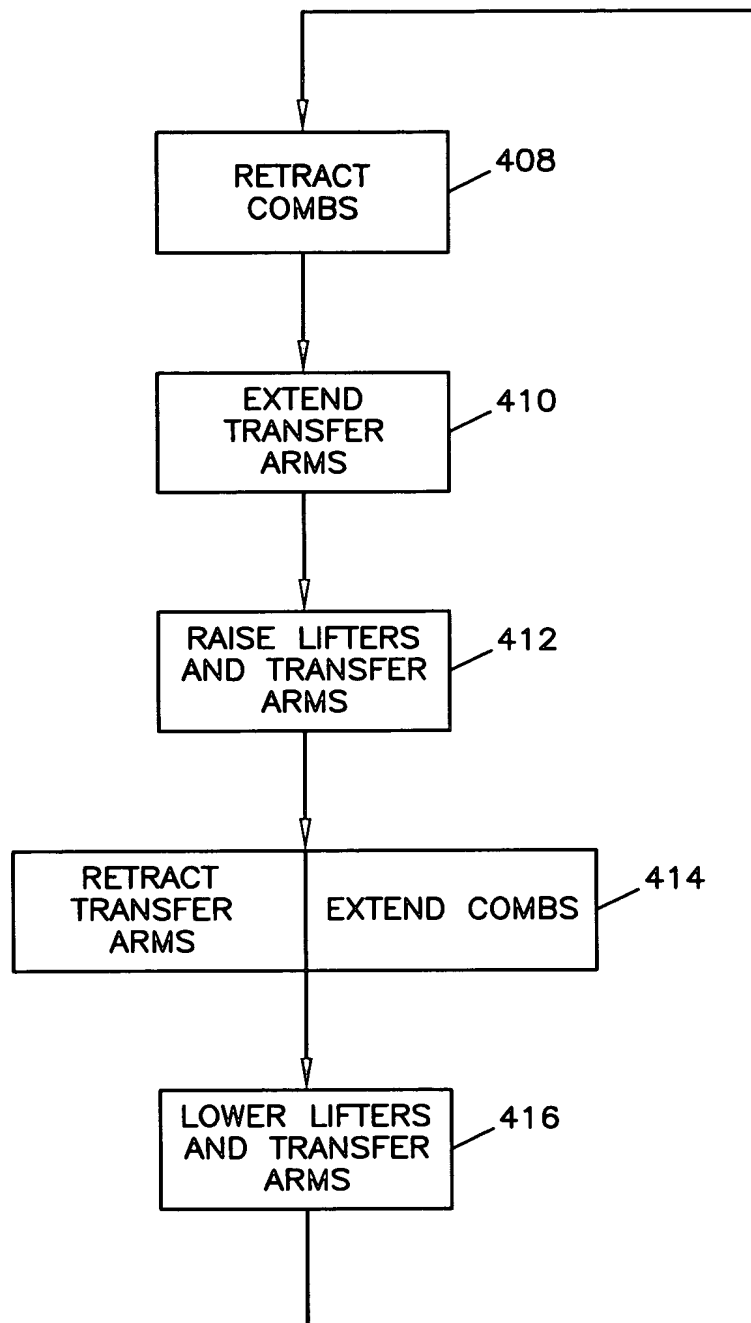 RETRACT
COMBS
408
EXTEND
TRANSFER
ARMS
410
RAISE LIFTERS
AND TRANSFER
ARMS
412
RETRACT
TRANSFER
ARMS
EXTEND COMBS
414
LOWER LIFTERS
AND TRANSFER
ARMS
416